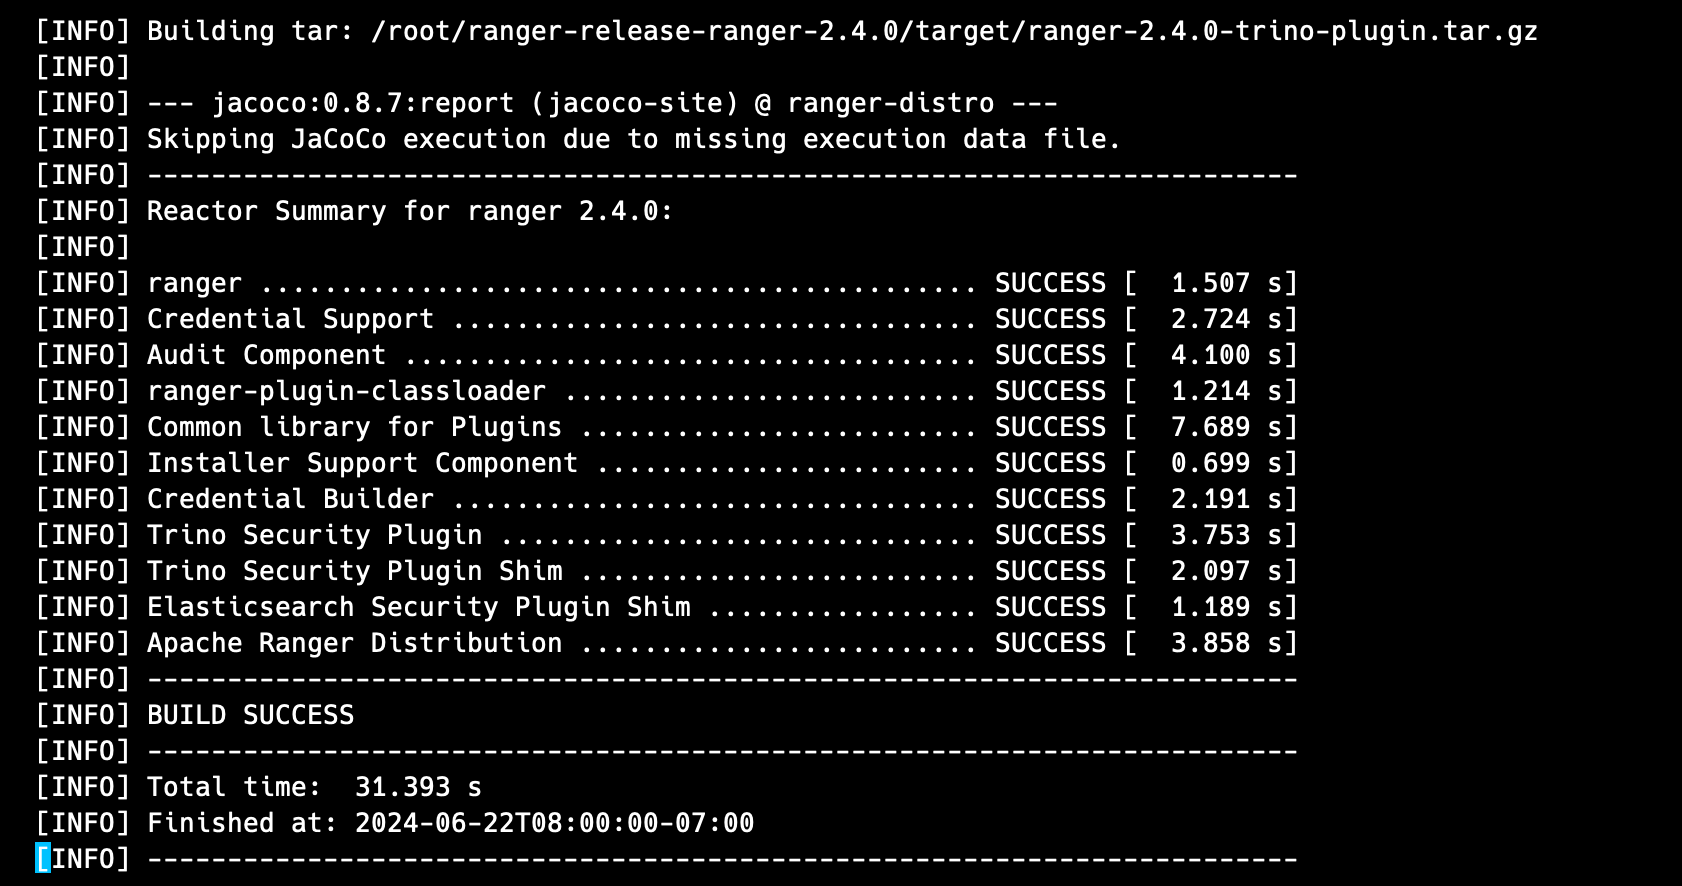 [INFO] Building tar: /root/ranger-release-ranger-2.4.0/target/ranger-2.4.0-trino-plugin.tar.gz
[INFO]
[INFO] --- jacoco:0.8.7:report (jacoco-site) @ ranger-distro ---
[INFO] Skipping JaCoCo execution due to missing execution data file.
[INFO] ------------------------------------------------------------------------
[INFO] Reactor Summary for ranger 2.4.0:
[INFO]
[INFO] ranger ............................................. SUCCESS [  1.507 s]
[INFO] Credential Support ................................. SUCCESS [  2.724 s]
[INFO] Audit Component .................................... SUCCESS [  4.100 s]
[INFO] ranger-plugin-classloader .......................... SUCCESS [  1.214 s]
[INFO] Common library for Plugins ......................... SUCCESS [  7.689 s]
[INFO] Installer Support Component ........................ SUCCESS [  0.699 s]
[INFO] Credential Builder ................................. SUCCESS [  2.191 s]
[INFO] Trino Security Plugin .............................. SUCCESS [  3.753 s]
[INFO] Trino Security Plugin Shim ......................... SUCCESS [  2.097 s]
[INFO] Elasticsearch Security Plugin Shim ................. SUCCESS [  1.189 s]
[INFO] Apache Ranger Distribution ......................... SUCCESS [  3.858 s]
[INFO] ------------------------------------------------------------------------
[INFO] BUILD SUCCESS
[INFO] ------------------------------------------------------------------------
[INFO] Total time:  31.393 s
[INFO] Finished at: 2024-06-22T08:00:00-07:00
[INFO] ------------------------------------------------------------------------